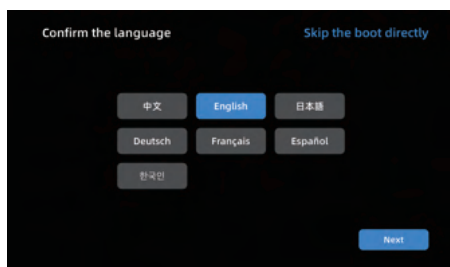 Confirm the language
Skip the boot directly
中文
English
日本語
Deutsch
Français
Español
한국인
Next